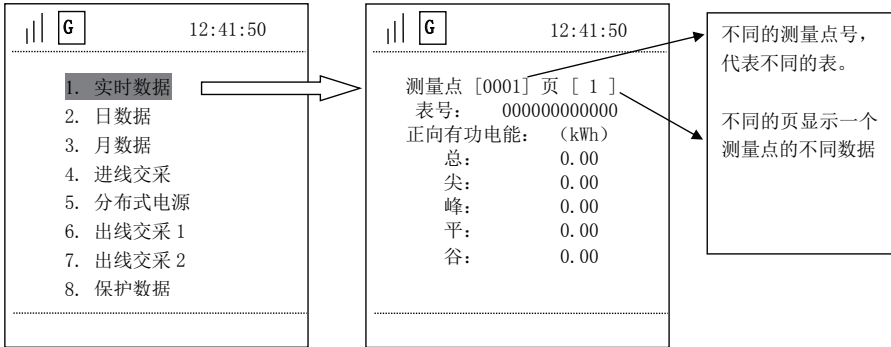 G 12:41:50
1. 实时数据
2. 日数据
3. 月数据
4. 进线交采
5. 分布式电源
6. 出线交采 1
7. 出线交采 2
8. 保护数据
G 12:41:50
测量点 [0001] 页 [ 1 ]
表号： 000000000000
正向有功电能： （kWh）
总： 0.00
尖： 0.00
峰： 0.00
平： 0.00
谷： 0.00
不同的测量点号，
代表不同的表。
不同的页显示一个
测量点的不同数据